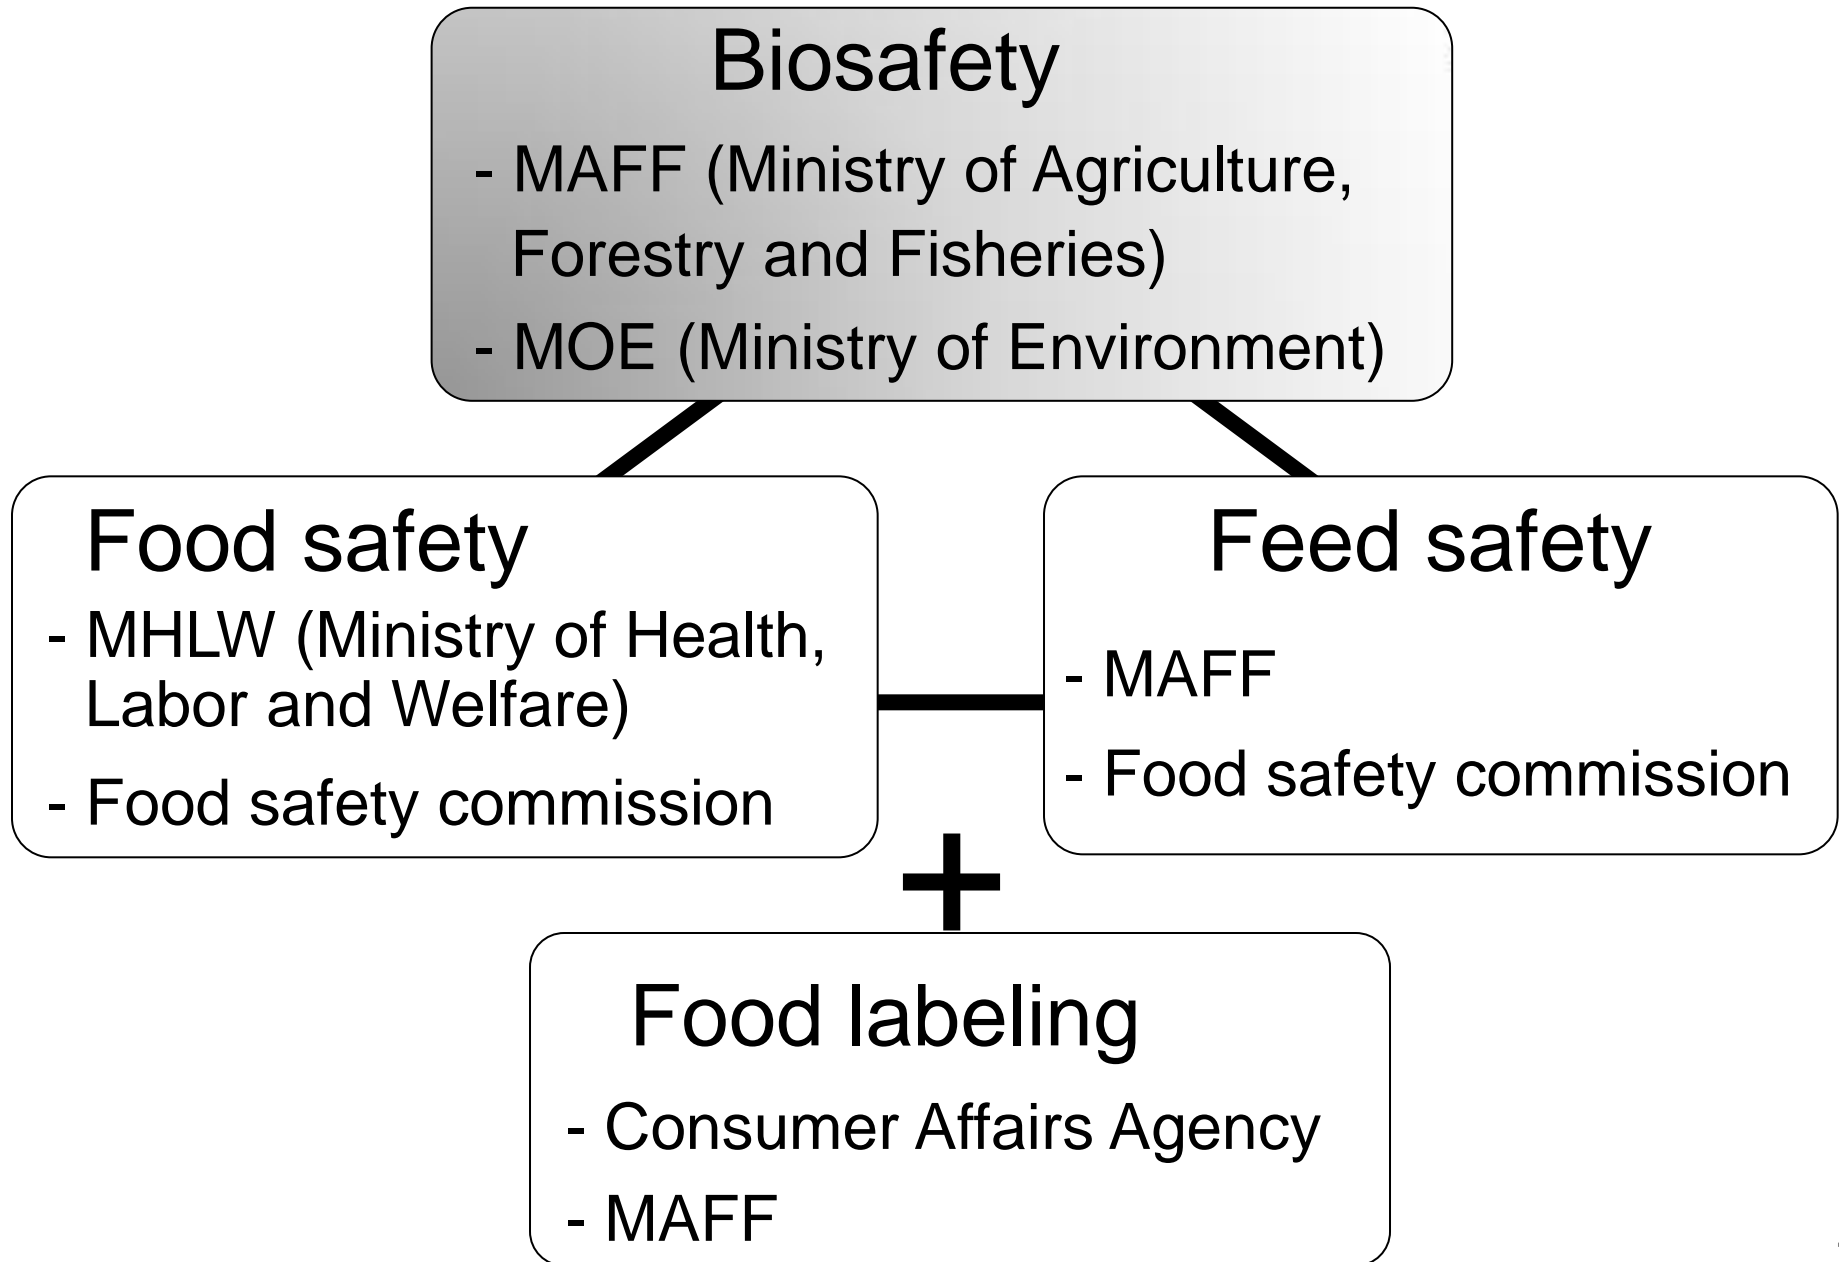 Biosafety
- MAFF (Ministry of Agriculture,
Forestry and Fisheries)
- MOE (Ministry of Environment)
Food safety
- MHLW (Ministry of Health,
Labor and Welfare)
- Food safety commission
Feed safety
- MAFF
- Food safety commission
+
Food labeling
- Consumer Affairs Agency
- MAFF